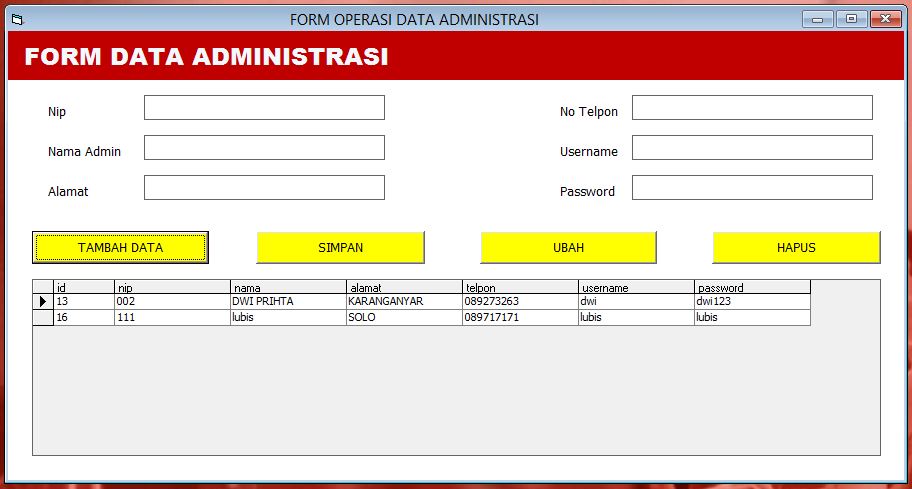 FORM OPERASI DATA ADMINISTRASI
FORM DATA ADMINISTRASI
Nip No Telpon
Nama Admin Username
Alamat Password
TAMBAH DATA SIMPAN UBAH HAPUS
id nip nama alamat telpon username password
13 002 DWI PRIHTA KARANGANYAR 089273263 dwi dwi123
16 111 lubis SOLO 089717171 lubis lubis